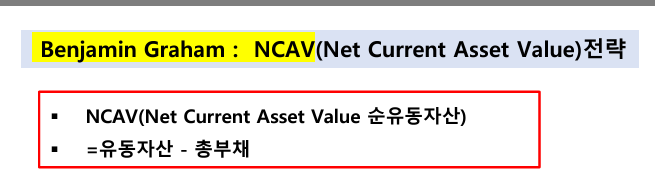 Benjamin Graham : NCAV(Net Current Asset Value)전략
▪ NCAV(Net Current Asset Value 순유동자산)
▪ =유동자산 - 총부채